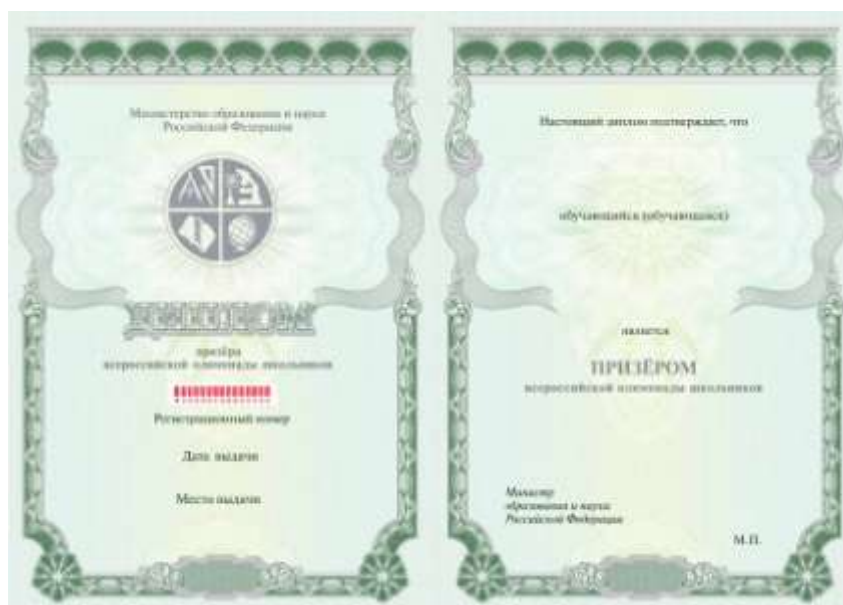 Министерство образования и науки
Российской Федерации
ДИПЛОМ
призёра
всероссийской олимпиады школьников
Регистрационный номер
Дата выдачи
Место выдачи
Настоящий диплом подтверждает, что
обучающийся (обучающаяся)
является
ПРИЗЁРОМ
всероссийской олимпиады школьников
Министр
образования и науки
Российской Федерации
М.П.